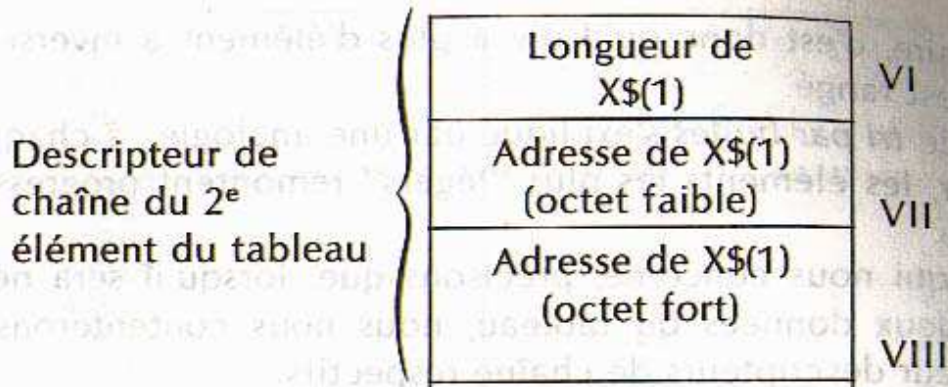 Descripteur de
chaîne du 2e
élément du tableau
Longueur de
X$(1)
VI
Adresse de X$(1)
(octet faible)
VII
Adresse de X$(1)
(octet fort)
VIII